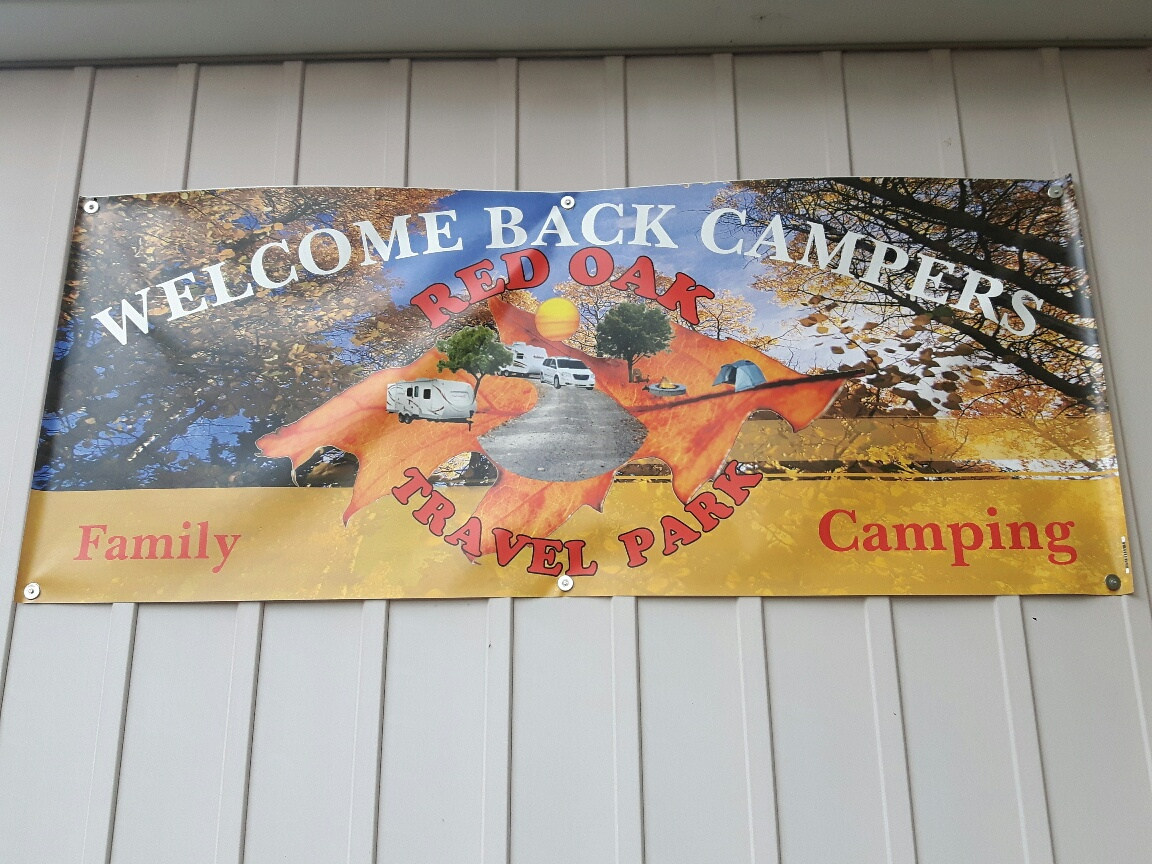 WELCOME BACK CAMPERS
RED OAK
TRAVEL PARK
Family
Camping